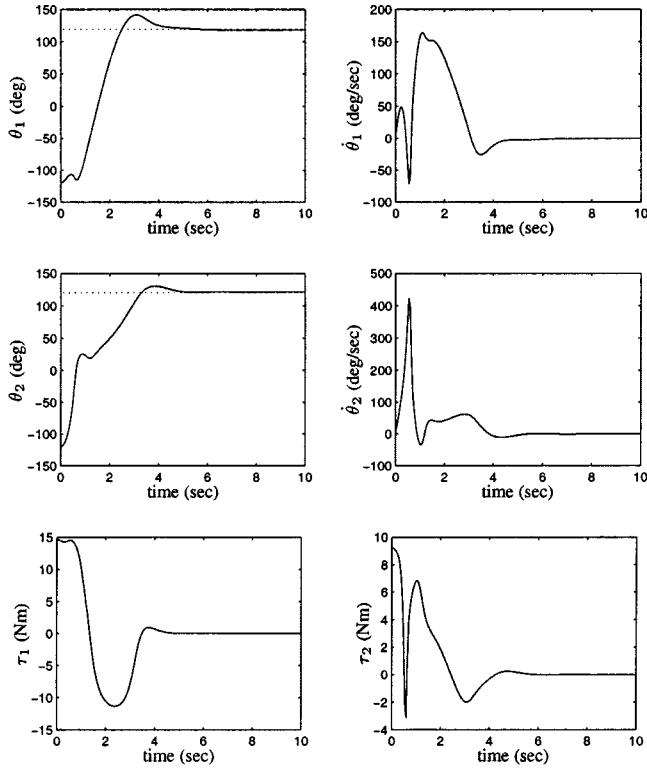 150
100
50
0
−50
−100
−150
0 2 4 6 8 10
θ1 (deg)
time (sec)
200
150
100
50
0
−50
−100
0 2 4 6 8 10
θ̇1 (deg/sec)
time (sec)
150
100
50
0
−50
−100
−150
0 2 4 6 8 10
θ2 (deg)
time (sec)
500
400
300
200
100
0
−100
0 2 4 6 8 10
θ̇2 (deg/sec)
time (sec)
15
10
5
0
−5
−10
−15
0 2 4 6 8 10
τ1 (Nm)
time (sec)
10
8
6
4
2
0
−2
−4
0 2 4 6 8 10
τ2 (Nm)
time (sec)